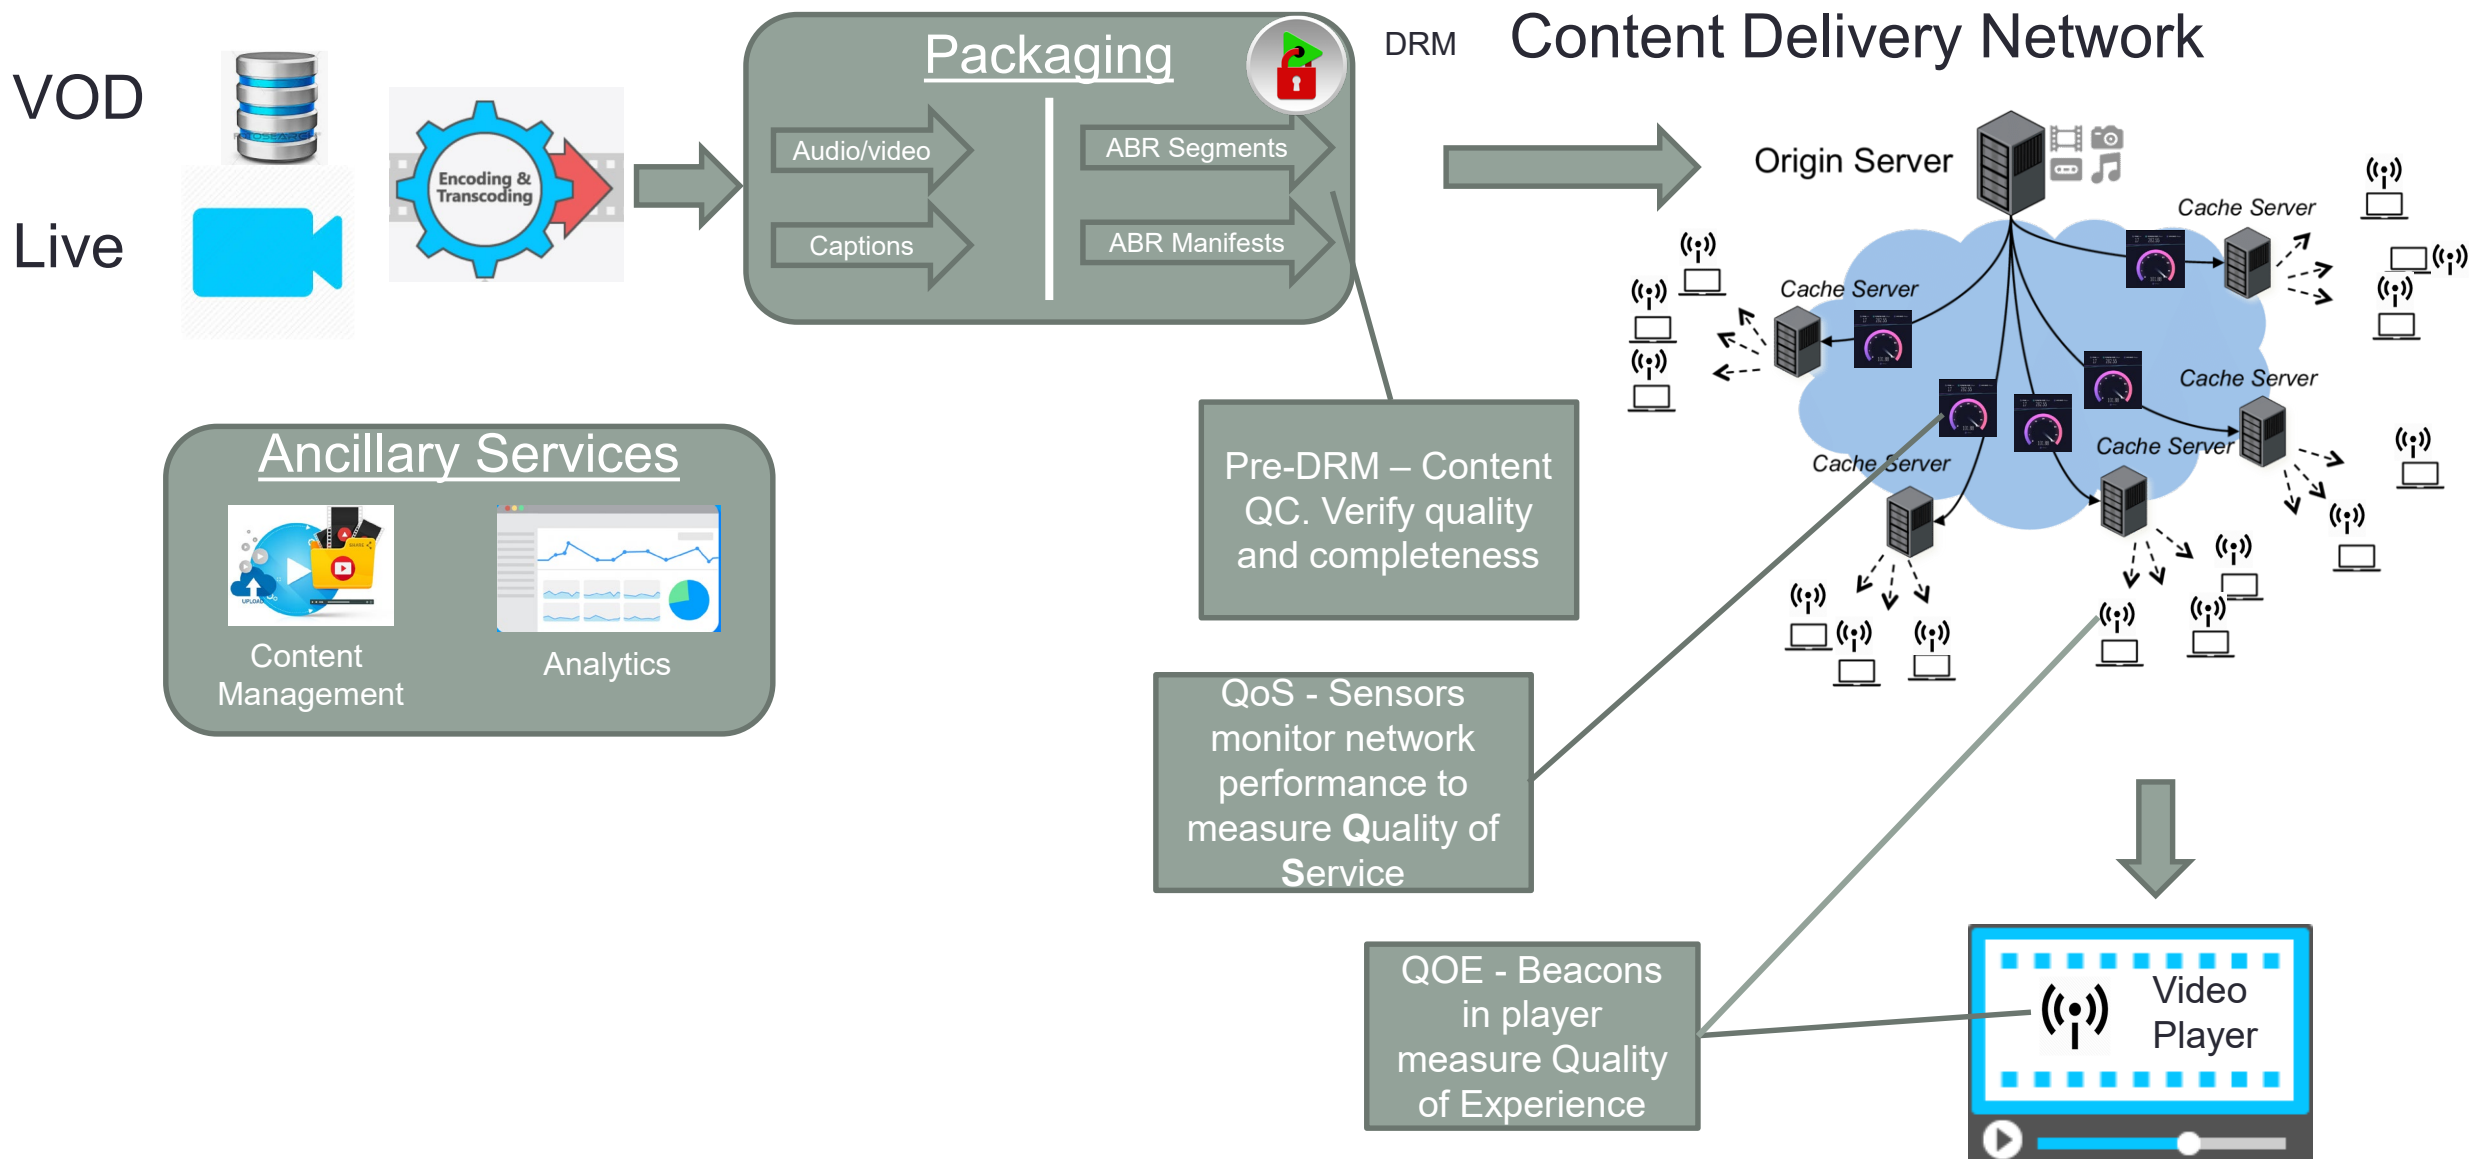 VOD
Live
Encoding &
Transcoding
Packaging
Audio/video
Captions
ABR Segments
ABR Manifests
DRM
Content Delivery Network
Origin Server
Cache Server
Cache Server
Cache Server
Cache Server
Cache Server
Ancillary Services
UPLOAD
SHARE
Content
Management
Analytics
Pre-DRM – Content
QC. Verify quality
and completeness
QoS - Sensors
monitor network
performance to
measure Quality of
Service
QOE - Beacons
in player
measure Quality
of Experience
Video
Player